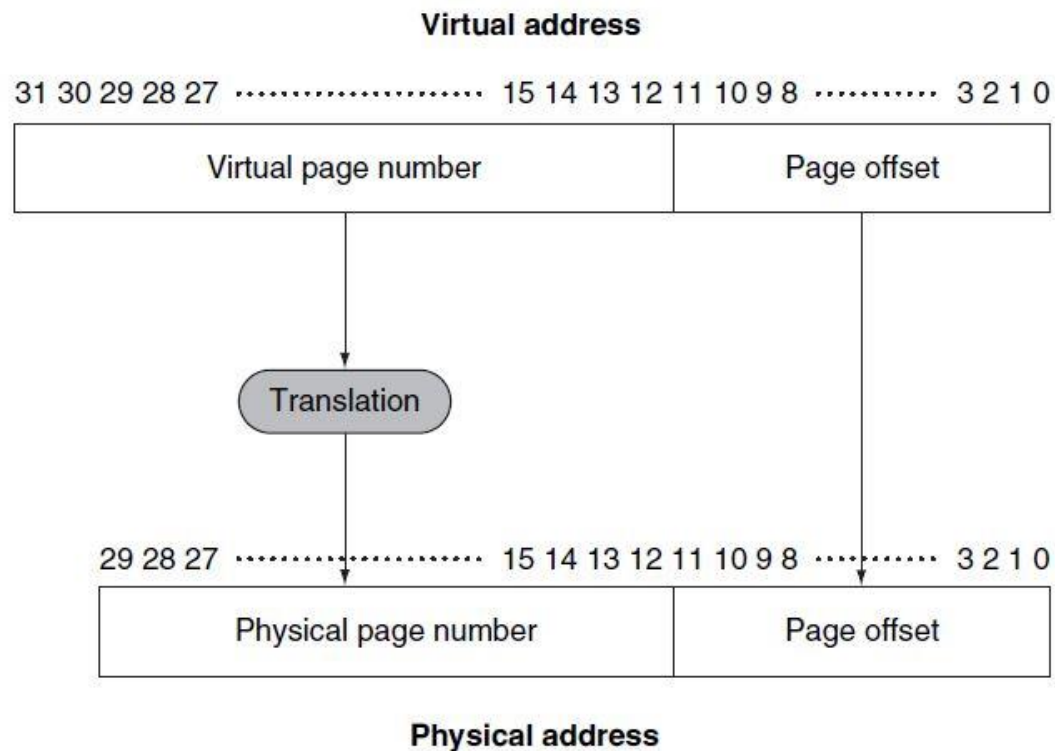 Virtual address
31 30 29 28 27 ...................... 15 14 13 12 11 10 9 8 .......... 3 2 1 0
Virtual page number Page offset
Translation
29 28 27 ...................... 15 14 13 12 11 10 9 8 .......... 3 2 1 0
Physical page number Page offset
Physical address